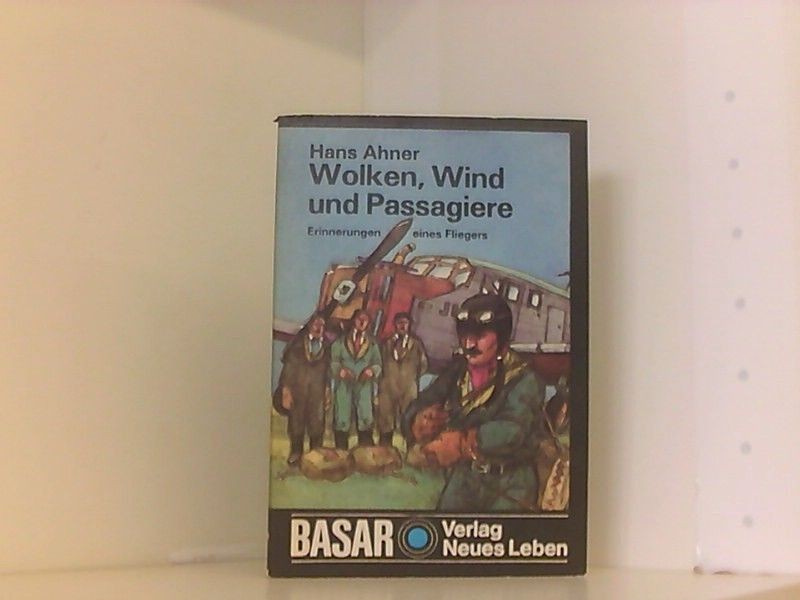 Hans Ahner
Wolken, Wind
und Passagiere
Erinnerungen eines Fliegers
BASAR Verlag
Neues Leben